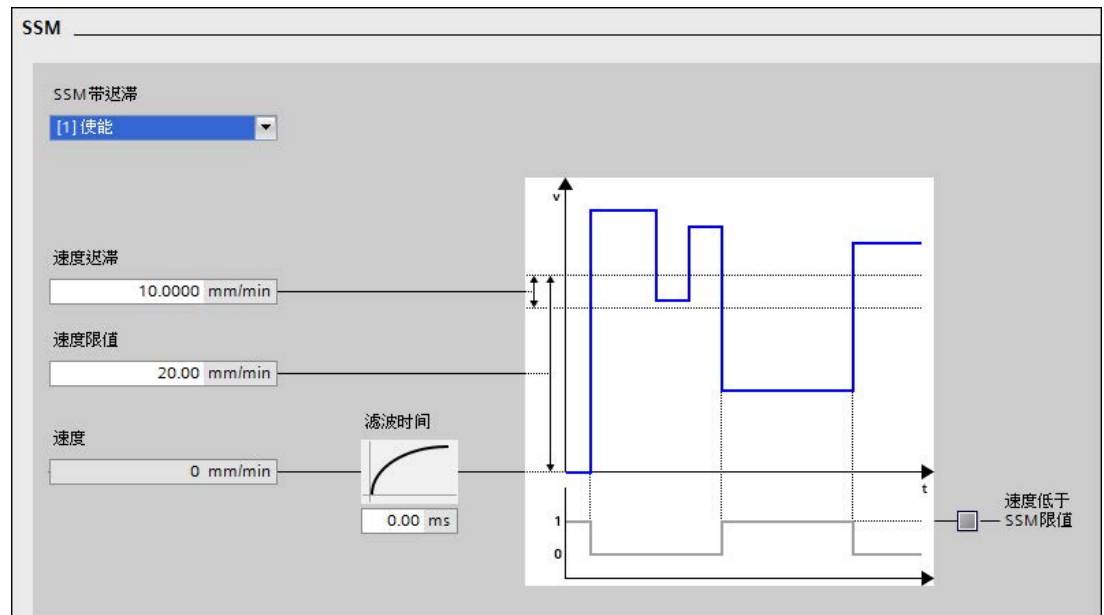 SSM
SSM带迟滞
[1]使能
v
速度迟滞
10.0000 mm/min
速度限值
20.00 mm/min
滤波时间
速度
0 mm/min
t
速度低于
SSM限值
0.00 ms
1
0